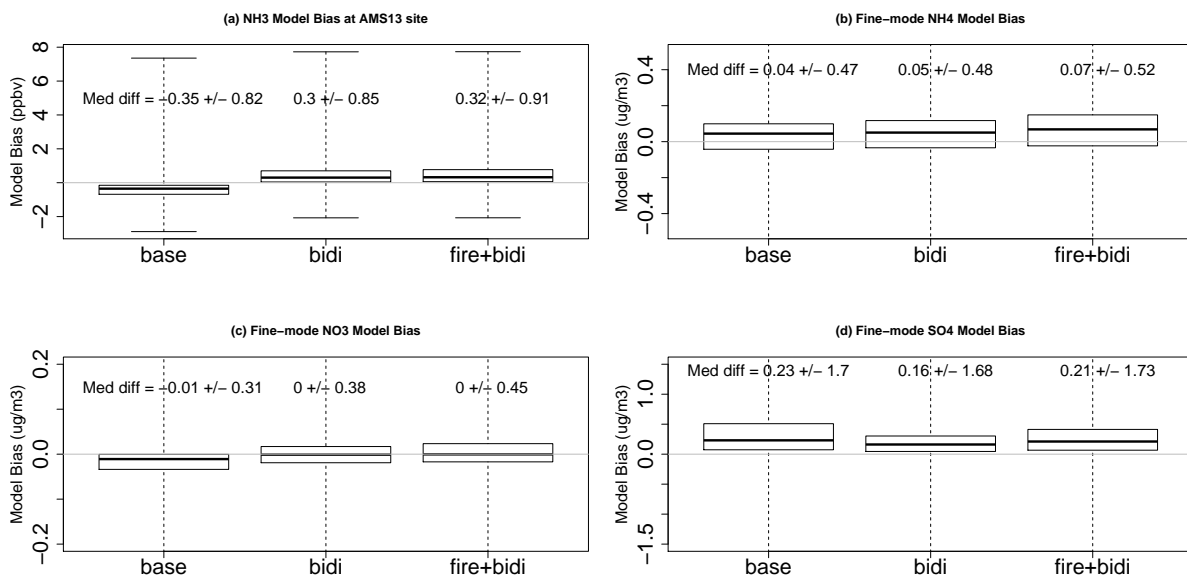 (a) NH3 Model Bias at AMS13 site
Model Bias (ppbv)
8
6
4
2
−2
Med diff = −0.35 +/− 0.82
0.3 +/− 0.85
0.32 +/− 0.91
base
bidi
fire+bidi
(b) Fine−mode NH4 Model Bias
Model Bias (ug/m3)
0.4
0.0
−0.4
Med diff = 0.04 +/− 0.47
0.05 +/− 0.48
0.07 +/− 0.52
base
bidi
fire+bidi
(c) Fine−mode NO3 Model Bias
Model Bias (ug/m3)
0.2
0.0
−0.2
Med diff = −0.01 +/− 0.31
0 +/− 0.38
0 +/− 0.45
base
bidi
fire+bidi
(d) Fine−mode SO4 Model Bias
Model Bias (ug/m3)
1.0
0.0
−1.5
Med diff = 0.23 +/− 1.7
0.16 +/− 1.68
0.21 +/− 1.73
base
bidi
fire+bidi